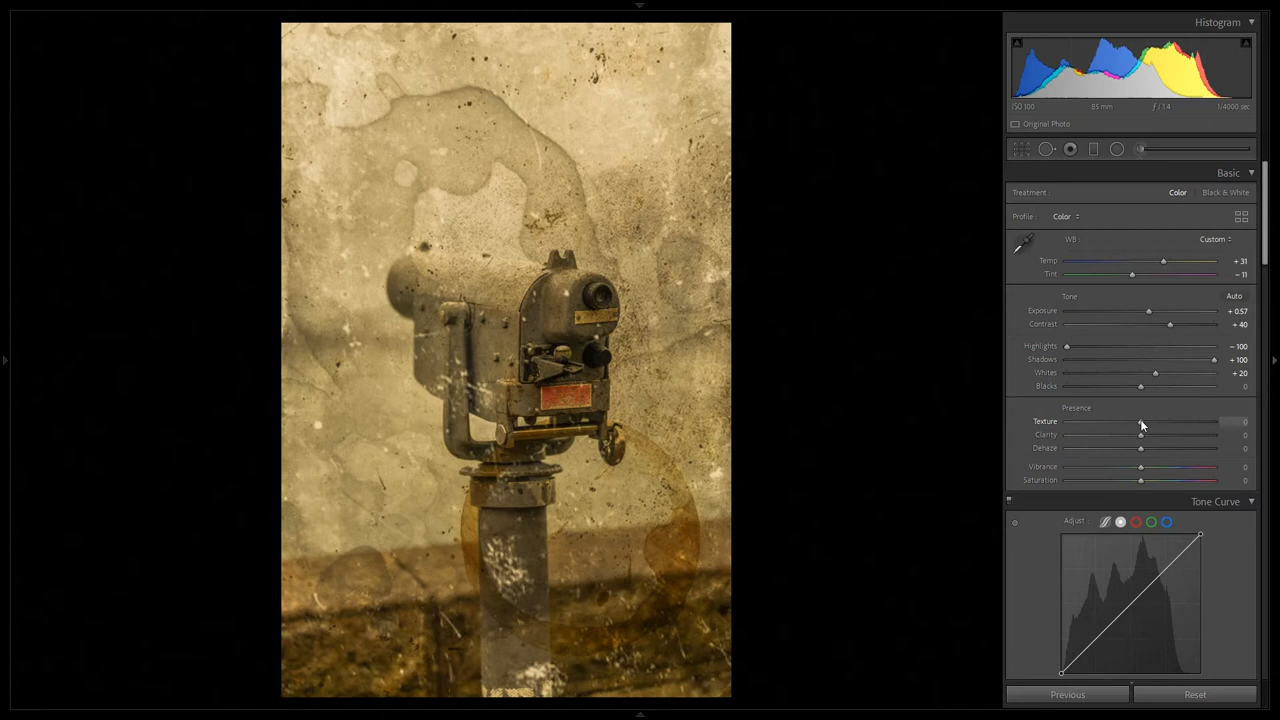 Histogram
ISO 100 85 mm ƒ / 1.4 1/4000 sec
Original Photo
Basic
Treatment : Color Black & White
Profile : Color
WB : Custom
Temp + 31
Tint – 11
Tone Auto
Exposure + 0.57
Contrast + 40
Highlights – 100
Shadows + 100
Whites + 20
Blacks 0
Presence
Texture 0
Clarity 0
Dehaze 0
Vibrance 0
Saturation 0
Tone Curve
Adjust :
Previous Reset